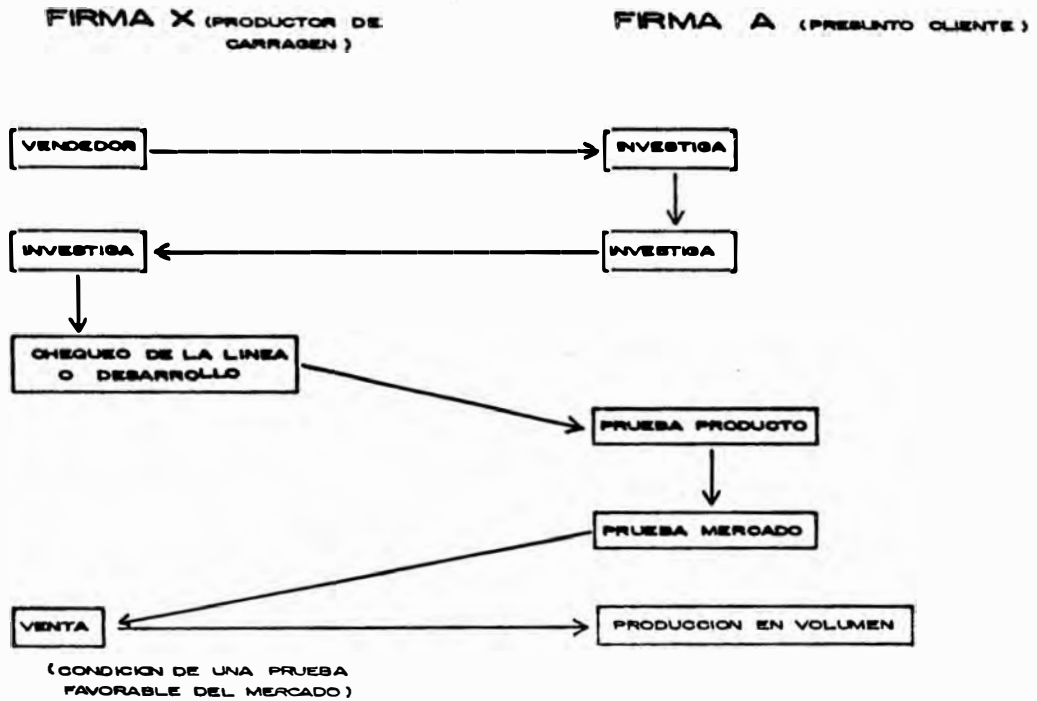 FIRMA X (PRODUCTOR DE
CARRAGEN)
FIRMA A (PRESUNTO CLIENTE)
VENDEDOR
INVESTIGA
INVESTIGA
INVESTIGA
CHEQUEO DE LA LINEA
O DESARROLLO
PRUEBA PRODUCTO
PRUEBA MERCADO
VENTA
PRODUCCION EN VOLUMEN
(CONDICION DE UNA PRUEBA
FAVORABLE DEL MERCADO)